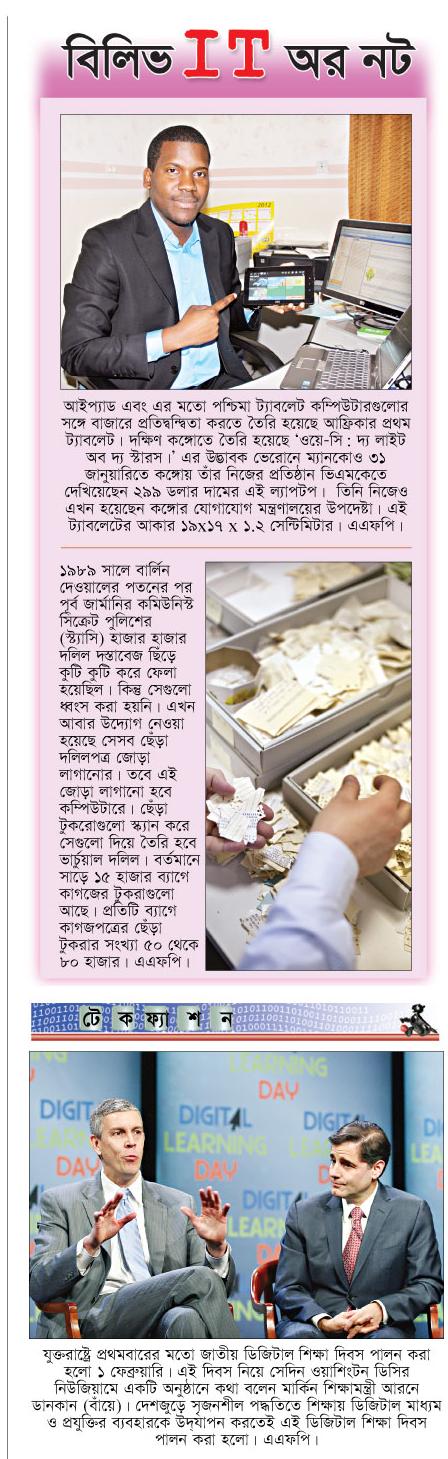 বিলিভ IT অর নট
2012
আইপ্যাড এবং এর মতো পশ্চিমা ট্যাবলেট কম্পিউটারগুলোর
সঙ্গে বাজারে প্রতিদ্বন্দ্বিতা করতে তৈরি হয়েছে আফ্রিকার প্রথম
ট্যাবলেট। দক্ষিণ কঙ্গোতে তৈরি হয়েছে ‘ওয়ে-সি : দ্য লাইট
অব দ্য স্টারস।’ এর উদ্ভাবক ভেরোনে ম্যানকোও ৩১
জানুয়ারিতে কঙ্গোয় তাঁর নিজের প্রতিষ্ঠান ভিএমকেতে
দেখিয়েছেন ২৯৯ ডলার দামের এই ল্যাপটপ। তিনি নিজেও
এখন হয়েছেন কঙ্গোর যোগাযোগ মন্ত্রণালয়ের উপদেষ্টা। এই
ট্যাবলেটের আকার ১৯x১৭ x ১.২ সেন্টিমিটার। এএফপি।
১৯৮৯ সালে বার্লিন
দেওয়ালের পতনের পর
পূর্ব জার্মানির কমিউনিস্ট
সিক্রেট পুলিশের
(স্ট্যাসি) হাজার হাজার
দলিল দস্তাবেজ ছিঁড়ে
কুটি কুটি করে ফেলা
হয়েছিল। কিন্তু সেগুলো
ধ্বংস করা হয়নি। এখন
আবার উদ্যোগ নেওয়া
হয়েছে সেসব ছেঁড়া
দলিলপত্র জোড়া
লাগানোর। তবে এই
জোড়া লাগানো হবে
কম্পিউটারে। ছেঁড়া
টুকরোগুলো স্ক্যান করে
সেগুলো দিয়ে তৈরি হবে
ভার্চুয়াল দলিল। বর্তমানে
সাড়ে ১৫ হাজার ব্যাগে
কাগজের টুকরাগুলো
আছে। প্রতিটি ব্যাগে
কাগজপত্রের ছেঁড়া
টুকরার সংখ্যা ৫০ থেকে
৮০ হাজার। এএফপি।
টে ক ফ্যা শ ন
LEARNING
DAY
DIGITAL
LEARNING
DAY
DIGITAL
যুক্তরাষ্ট্রে প্রথমবারের মতো জাতীয় ডিজিটাল শিক্ষা দিবস পালন করা
হলো ১ ফেব্রুয়ারি। এই দিবস নিয়ে সেদিন ওয়াশিংটন ডিসির
নিউজিয়ামে একটি অনুষ্ঠানে কথা বলেন মার্কিন শিক্ষামন্ত্রী আরনে
ডানকান (বাঁয়ে)। দেশজুড়ে সৃজনশীল পদ্ধতিতে শিক্ষায় ডিজিটাল মাধ্যম
ও প্রযুক্তির ব্যবহারকে উদ্‌যাপন করতেই এই ডিজিটাল শিক্ষা দিবস
পালন করা হলো। এএফপি।